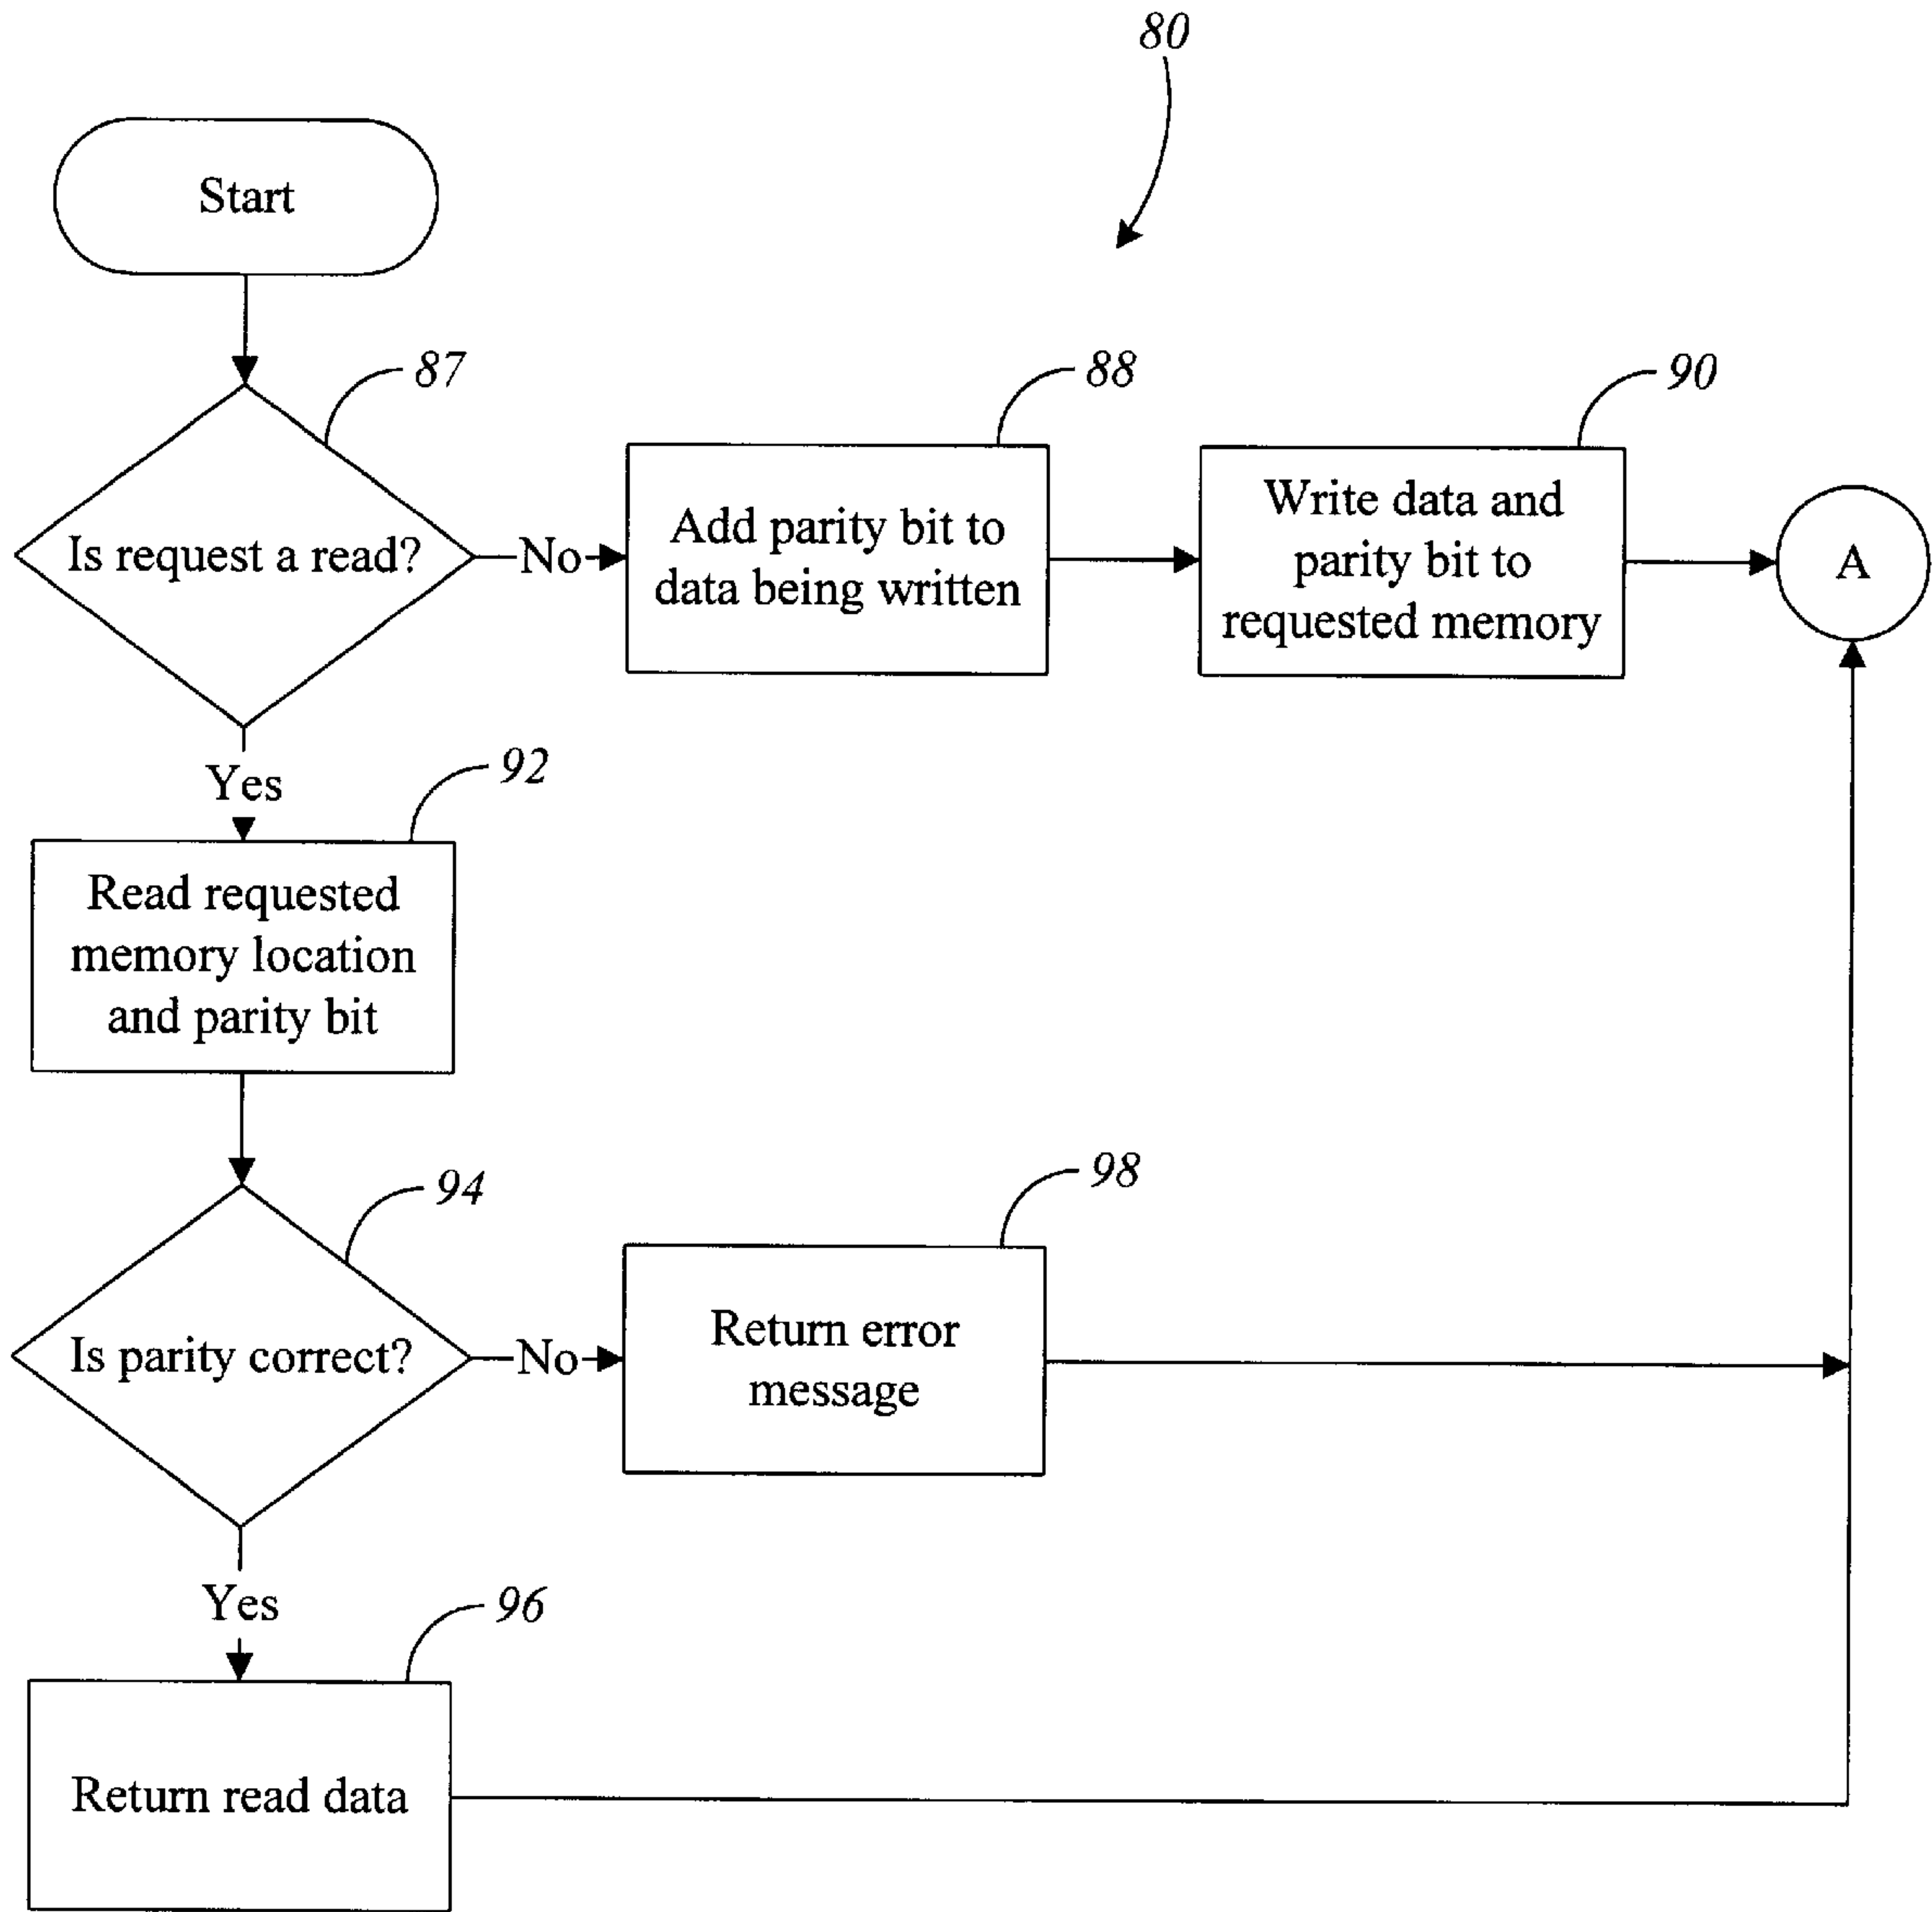 80
Start
87
88
90
Is request a read?
No
Add parity bit to
data being written
Write data and
parity bit to
requested memory
A
Yes
92
Read requested
memory location
and parity bit
94
98
Is parity correct?
No
Return error
message
Yes
96
Return read data